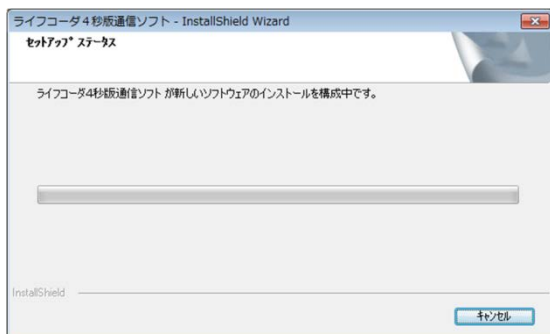 ライフコーダ４秒版通信ソフト - InstallShield Wizard
セットアップ ステータス
ライフコーダ4秒版通信ソフト が新しいソフトウェアのインストールを構成中です。
InstallShield
キャンセル